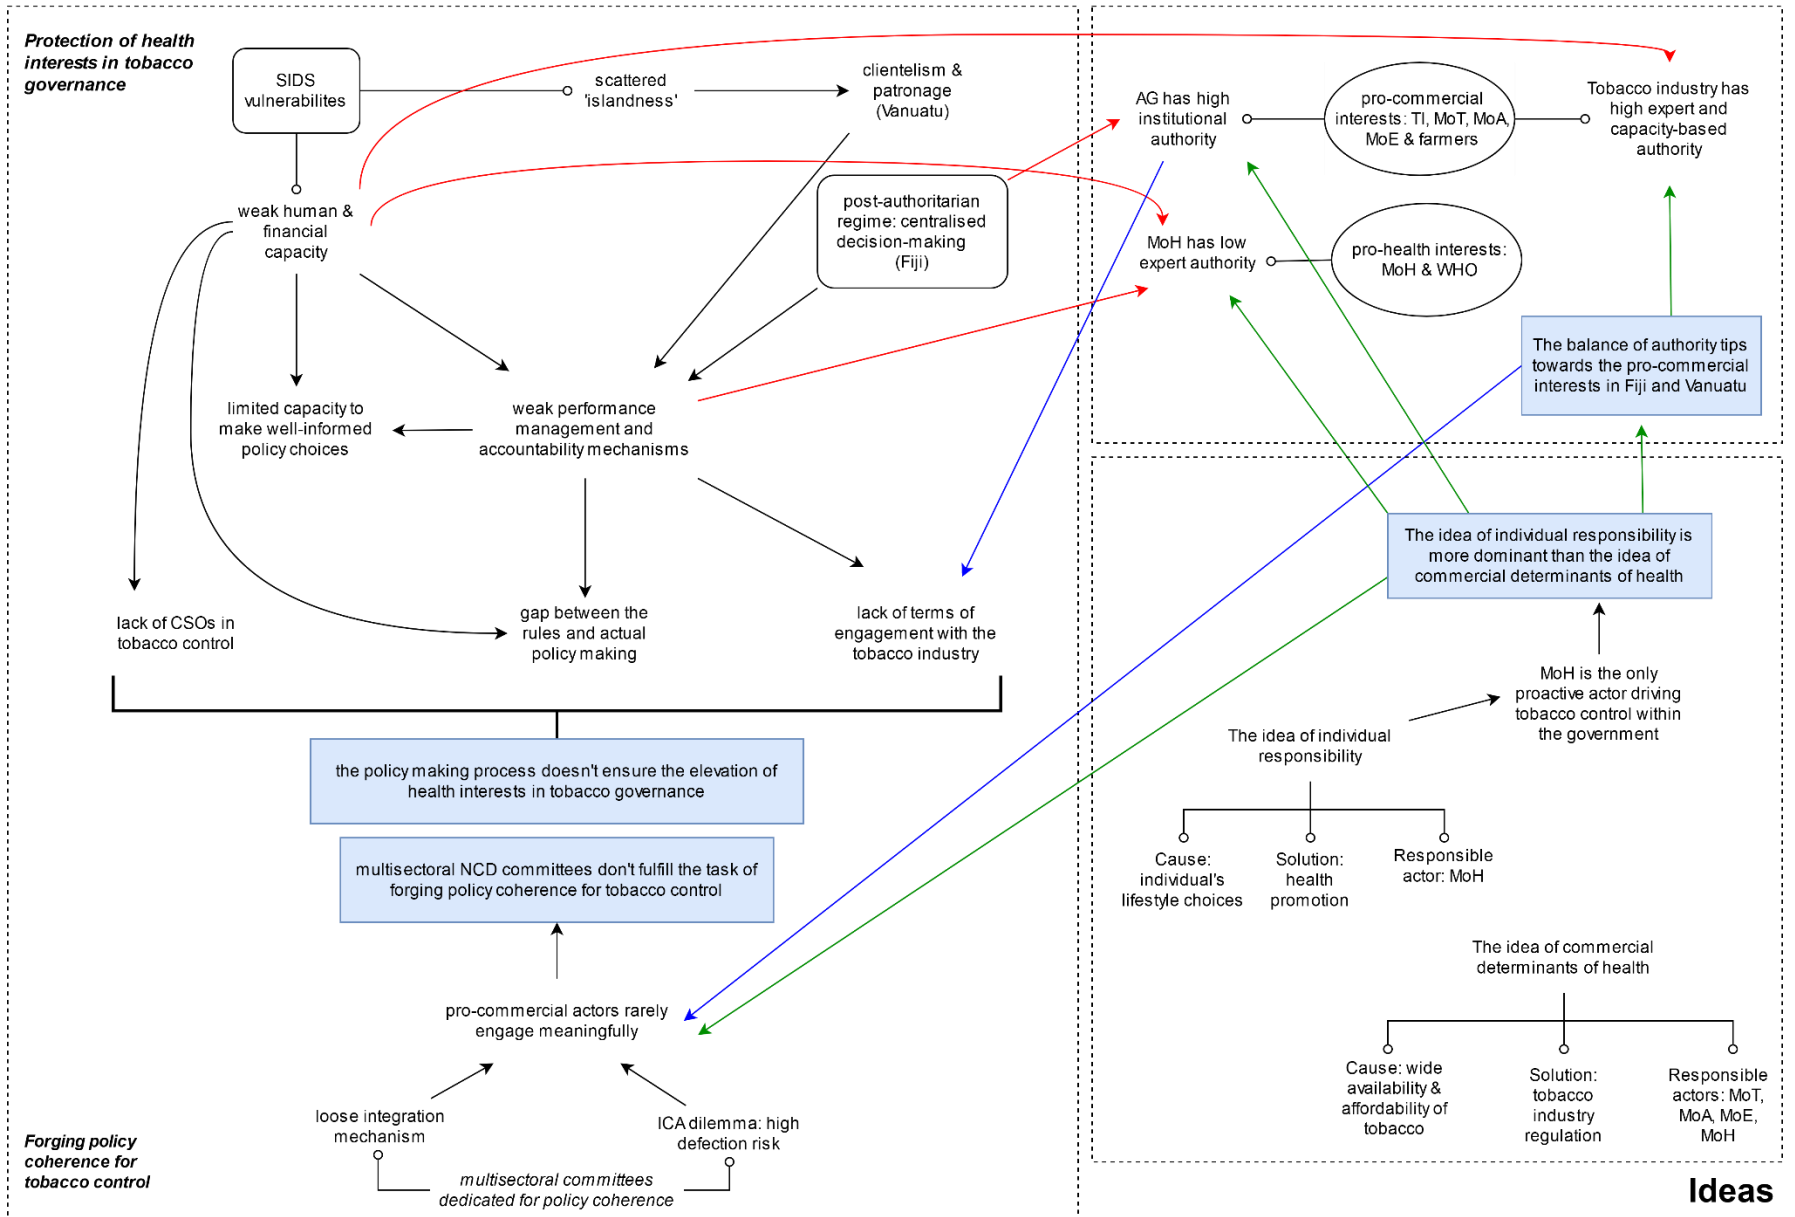 Protection of health
interests in tobacco
governance
SIDS
vulnerabilites
scattered
'islandness'
clientelism &
patronage
(Vanuatu)
weak human &
financial
capacity
post-authoritarian
regime: centralised
decision-making
(Fiji)
limited capacity to
make well-informed
policy choices
weak performance
management and
accountability mechanisms
lack of CSOs in
tobacco control
gap between the
rules and actual
policy making
lack of terms of
engagement with the
tobacco industry
the policy making process doesn't ensure the elevation of
health interests in tobacco governance
multisectoral NCD committees don't fulfill the task of
forging policy coherence for tobacco control
pro-commercial actors rarely
engage meaningfully
loose integration
mechanism
ICA dilemma: high
defection risk
multisectoral committees
dedicated for policy coherence
Forging policy
coherence for
tobacco control
AG has high
institutional
authority
pro-commercial
interests: TI, MoT, MoA,
MoE & farmers
Tobacco industry has
high expert and
capacity-based
authority
MoH has low
expert authority
pro-health interests:
MoH & WHO
The balance of authority tips
towards the pro-commercial
interests in Fiji and Vanuatu
The idea of individual responsibility is
more dominant than the idea of
commercial determinants of health
MoH is the only
proactive actor driving
tobacco control within
the government
The idea of individual
responsibility
Cause:
individual's
lifestyle choices
Solution:
health
promotion
Responsible
actor: MoH
The idea of commercial
determinants of health
Cause: wide
availability &
affordability of
tobacco
Solution:
tobacco
industry
regulation
Responsible
actors: MoT,
MoA, MoE,
MoH
Ideas